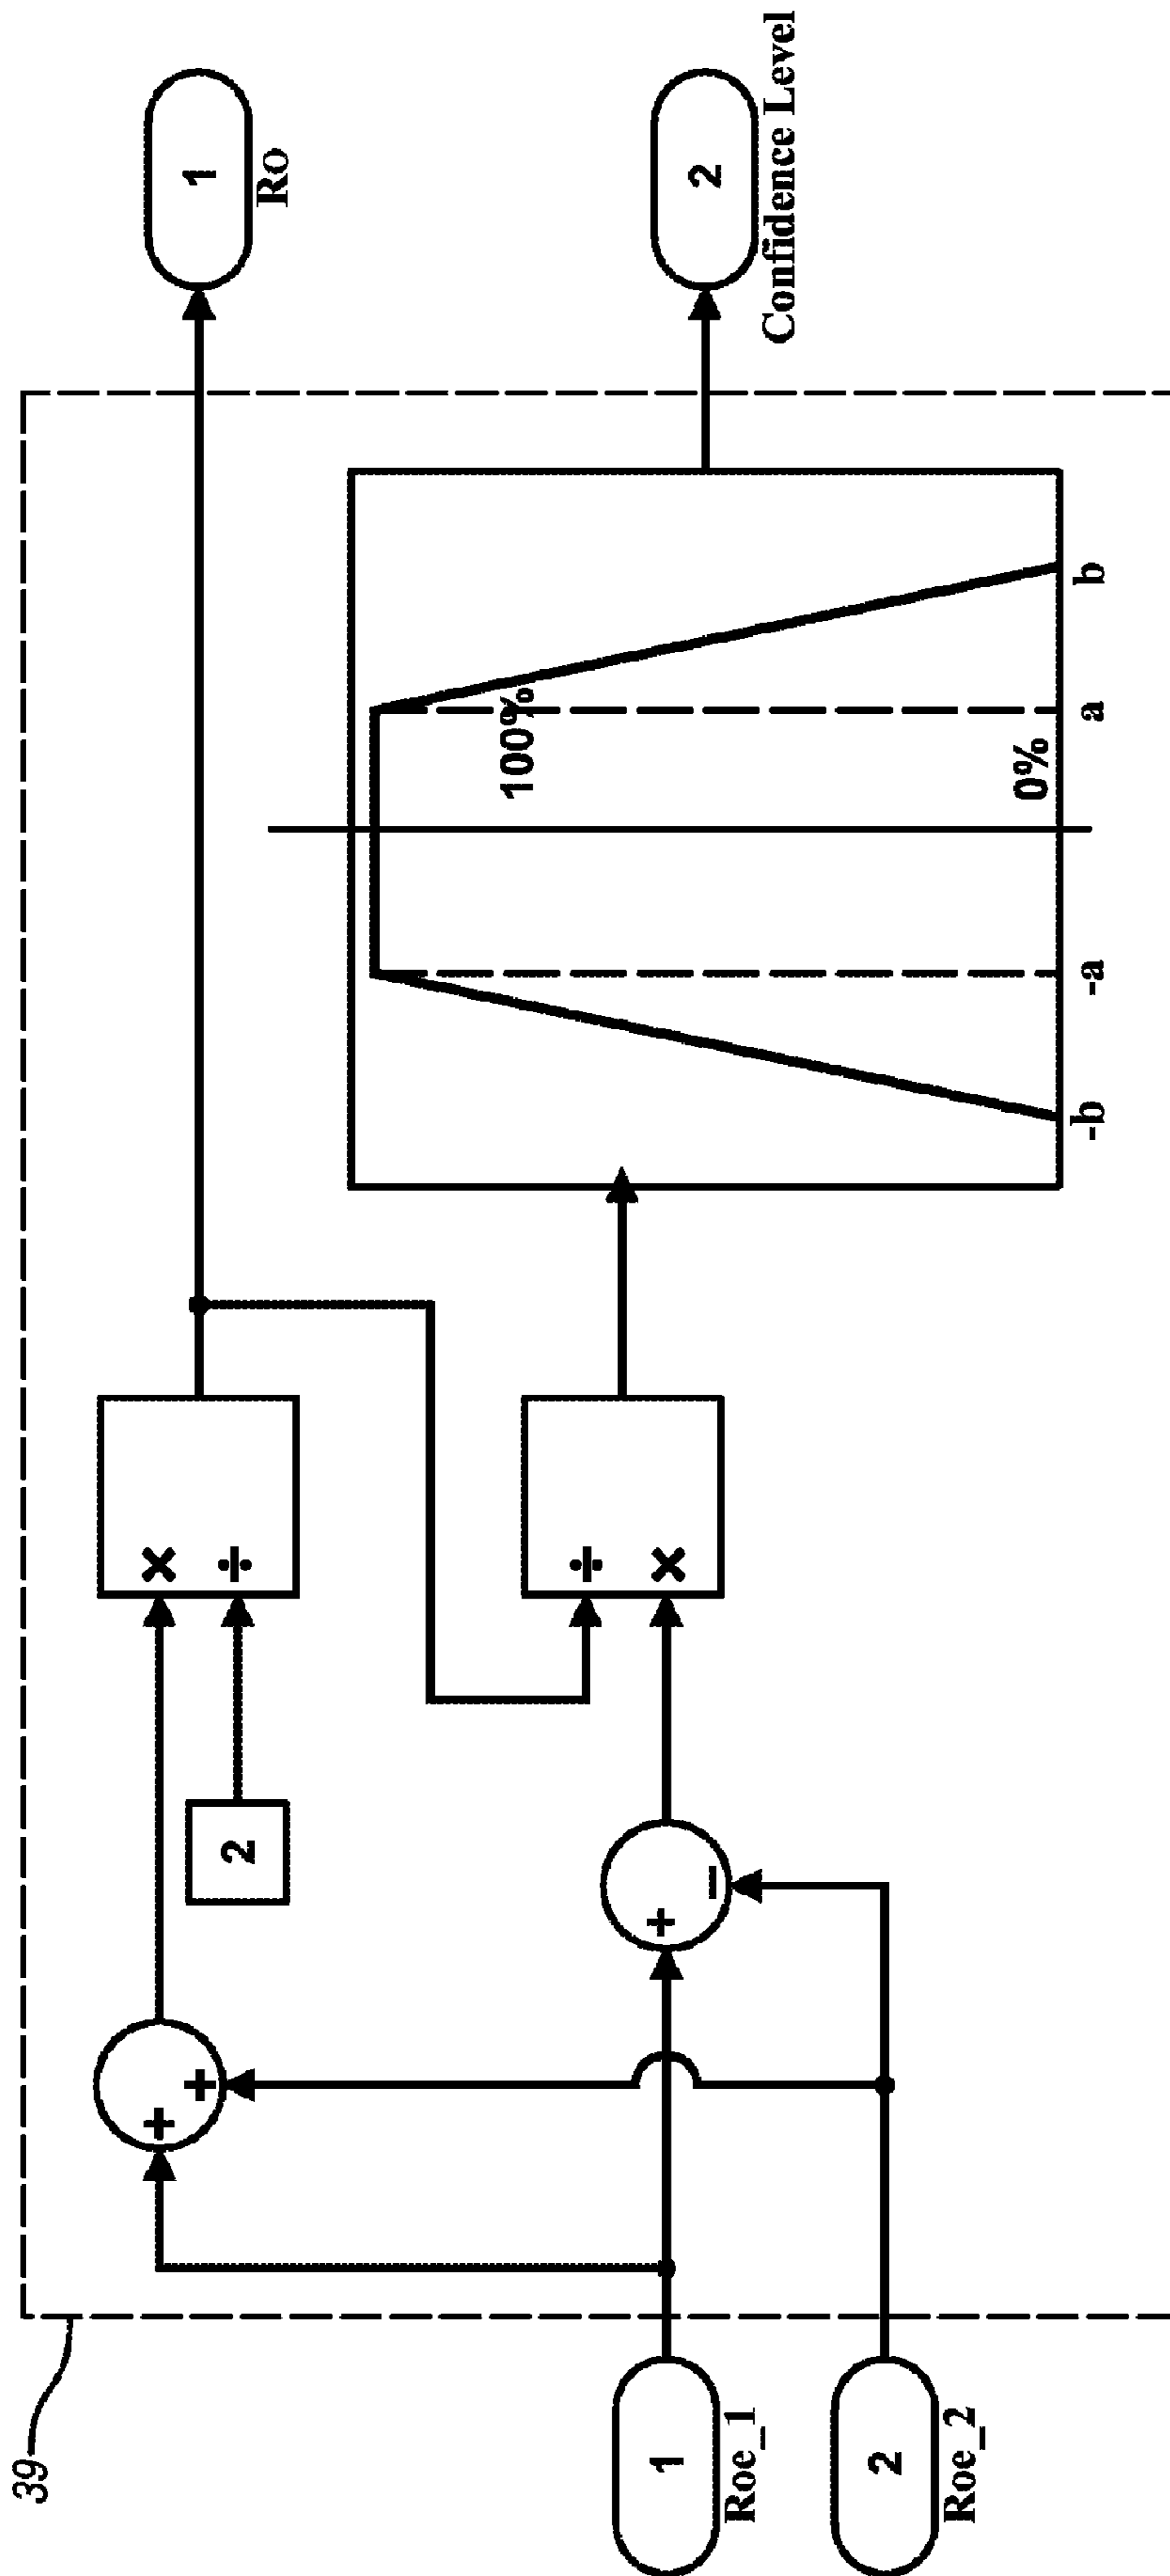 39
1
Roe_1
2
Roe_2
+
+
2
×
÷
+
-
÷
×
100%
0%
-b
-a
a
b
1
Ro
2
Confidence Level